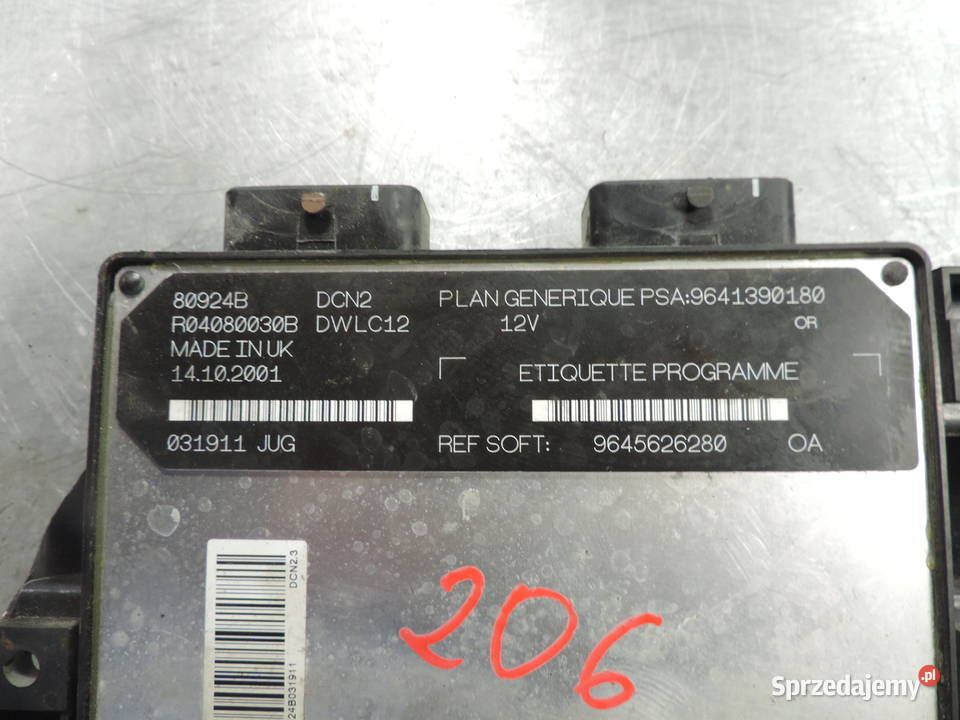 80924B DCN2 PLAN GENERIQUE PSA:9641390180
R04080030B DWLC12 12V OR
MADE IN UK
14.10.2001 ETIQUETTE PROGRAMME
031911 JUG REF SOFT: 9645626280 OA
DCN2.3
24B031911
206
Sprzedajemy.pl